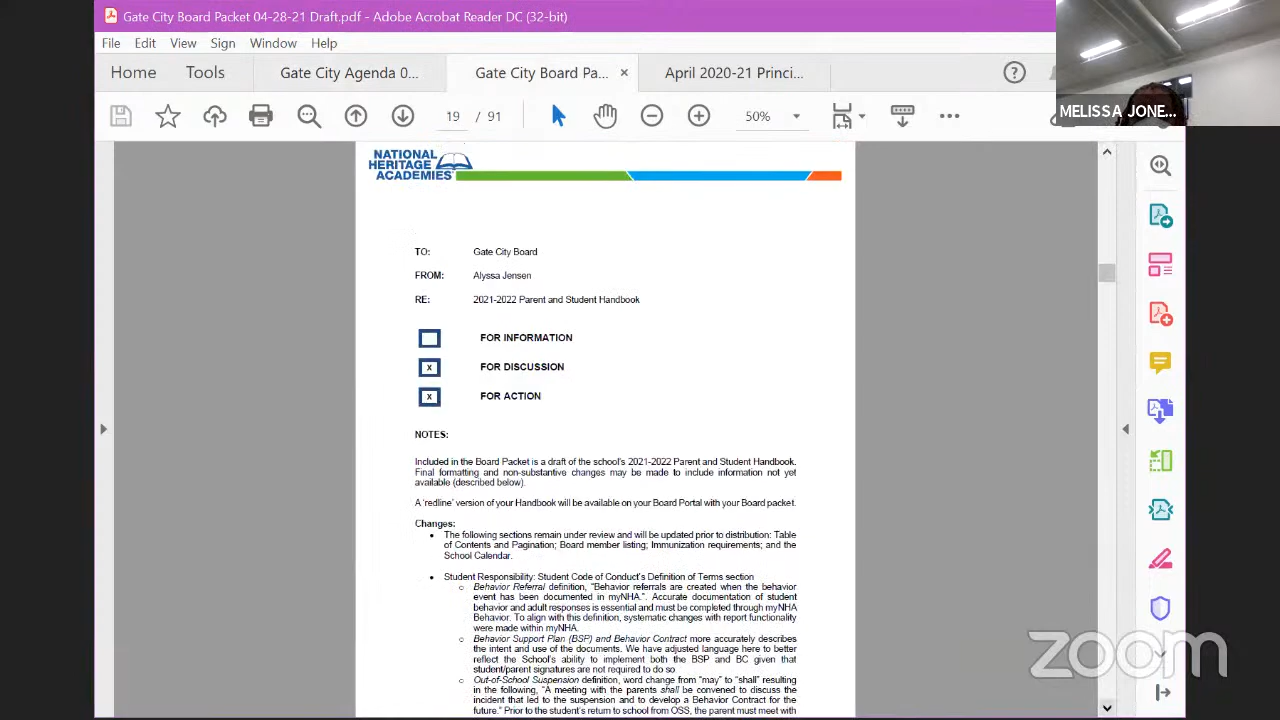 Gate City Board Packet 04-28-21 Draft.pdf - Adobe Acrobat Reader DC (32-bit)
File Edit View Sign Window Help
Home Tools Gate City Agenda 0... Gate City Board Pa... × April 2020-21 Princi...
19 / 91 50%
MELISSA JONE...
NATIONAL
HERITAGE
ACADEMIES
TO: Gate City Board
FROM: Alyssa Jensen
RE: 2021-2022 Parent and Student Handbook
FOR INFORMATION
X FOR DISCUSSION
X FOR ACTION
NOTES:
Included in the Board Packet is a draft of the school's 2021-2022 Parent and Student Handbook.
Final formatting and non-substantive changes may be made to include information not yet
available (described below).
A 'redline' version of your Handbook will be available on your Board Portal with your Board packet.
Changes:
• The following sections remain under review and will be updated prior to distribution: Table
of Contents and Pagination; Board member listing; Immunization requirements; and the
School Calendar.
• Student Responsibility: Student Code of Conduct's Definition of Terms section
o Behavior Referral definition, "Behavior referrals are created when the behavior
event has been documented in myNHA.". Accurate documentation of student
behavior and adult responses is essential and must be completed through myNHA
Behavior. To align with this definition, systematic changes with report functionality
were made within myNHA.
o Behavior Support Plan (BSP) and Behavior Contract more accurately describes
the intent and use of the documents. We have adjusted language here to better
reflect the School's ability to implement both the BSP and BC given that
student/parent signatures are not required to do so
o Out-of-School Suspension definition, word change from "may" to "shall" resulting
in the following, "A meeting with the parents shall be convened to discuss the
incident that led to the suspension and to develop a Behavior Contract for the
future." Prior to the student's return to school from OSS, the parent must meet with
zoom